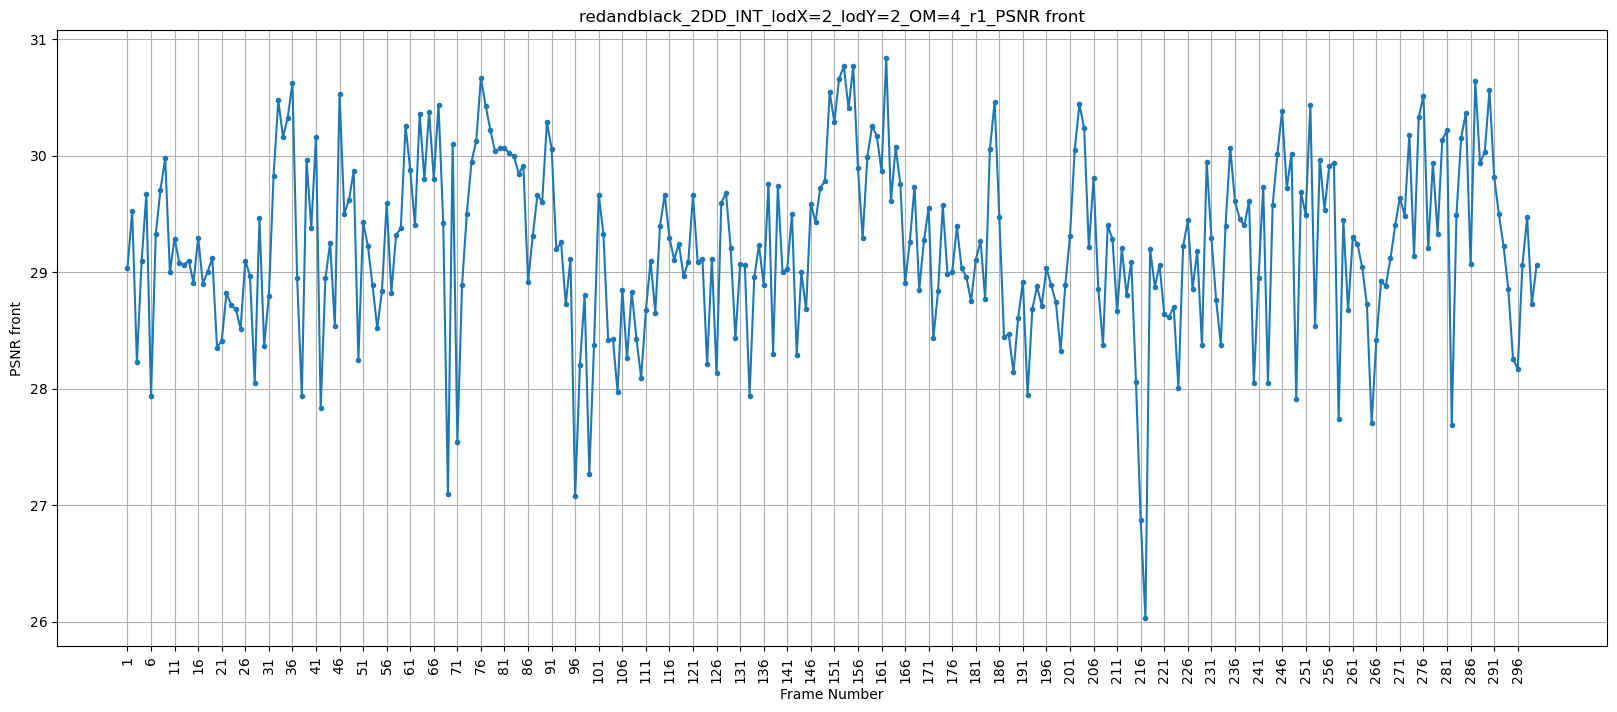 redandblack_2DD_INT_lodX=2_lodY=2_OM=4_r1_PSNR front
31
30
29
28
27
26
PSNR front
1 6 11 16 21 26 31 36 41 46 51 56 61 66 71 76 81 86 91 96 101 106 111 116 121 126 131 136 141 146 151 156 161 166 171 176 181 186 191 196 201 206 211 216 221 226 231 236 241 246 251 256 261 266 271 276 281 286 291 296
Frame Number